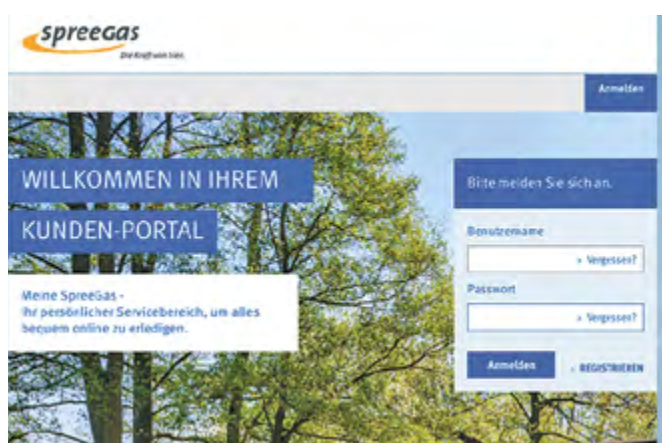 spreeGas
Die Kraft von hier.
Anmelden
WILLKOMMEN IN IHREM
KUNDEN-PORTAL
Meine SpreeGas -
Ihr persönlicher Servicebereich, um alles
bequem online zu erledigen.
Bitte melden Sie sich an.
Benutzername
› Vergessen?
Passwort
› Vergessen?
Anmelden
› REGISTRIEREN